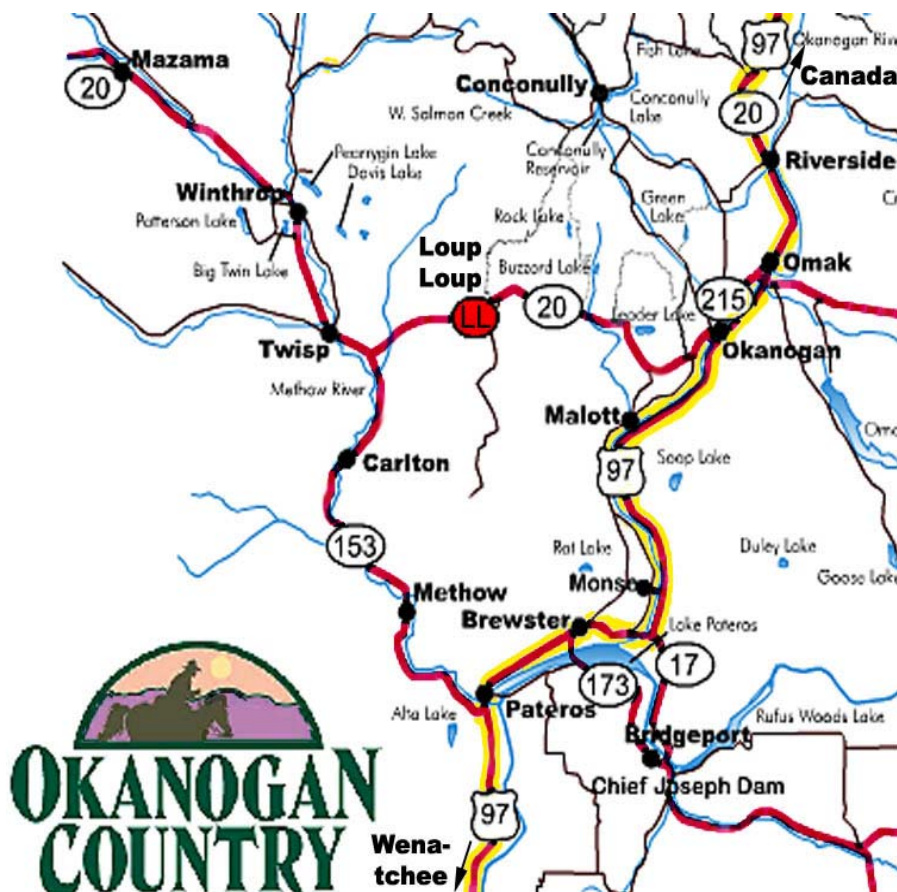 97
Okanogan Riv
Mazama
20
Fish Lake
Canada
Conconully
Conconully
Lake
20
W. Salmon Creek
Conconully
Reservoir
Pearrygin Lake
Davis Lake
Riverside
Winthrop
Green
Lake
Patterson Lake
Rock Lake
Loup
Loup
Big Twin Lake
Buzzard Lake
Omak
215
LL
20
Leader Lake
Twisp
Okanogan
Methow River
Malott
Carlton
97
Soap Lake
Oma
153
Rat Lake
Duley Lake
Goose Lake
Methow
Monse
Brewster
Lake Pateros
17
173
Alta Lake
Pateros
Rufus Woods Lake
Bridgeport
Chief Joseph Dam
OKANOGAN
COUNTRY
97
Wena-
tchee